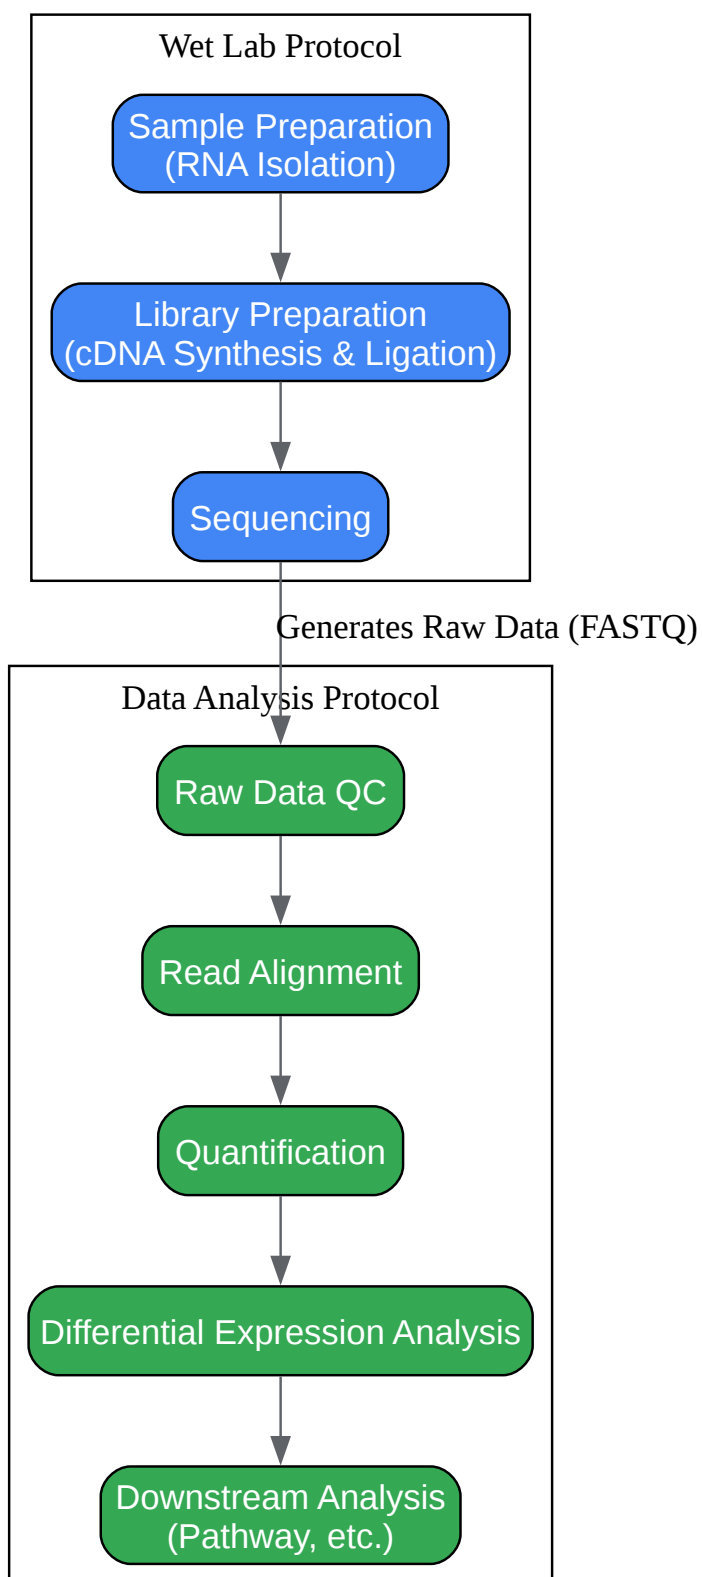 Wet Lab Protocol
Sample Preparation
(RNA Isolation)
Library Preparation
(cDNA Synthesis & Ligation)
Sequencing
Generates Raw Data (FASTQ)
Data Analysis Protocol
Raw Data QC
Read Alignment
Quantification
Differential Expression Analysis
Downstream Analysis
(Pathway, etc.)